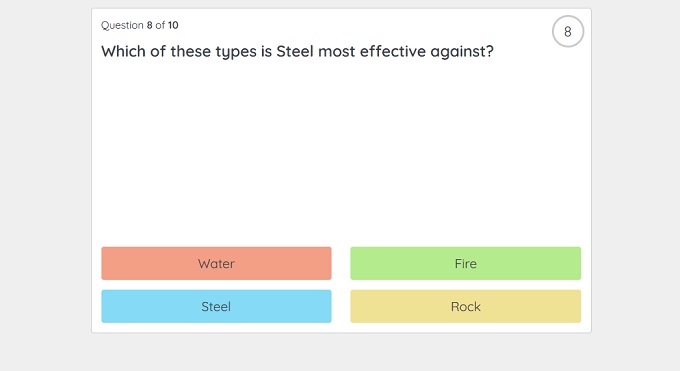 Question 8 of 10
8
Which of these types is Steel most effective against?
Water
Fire
Steel
Rock